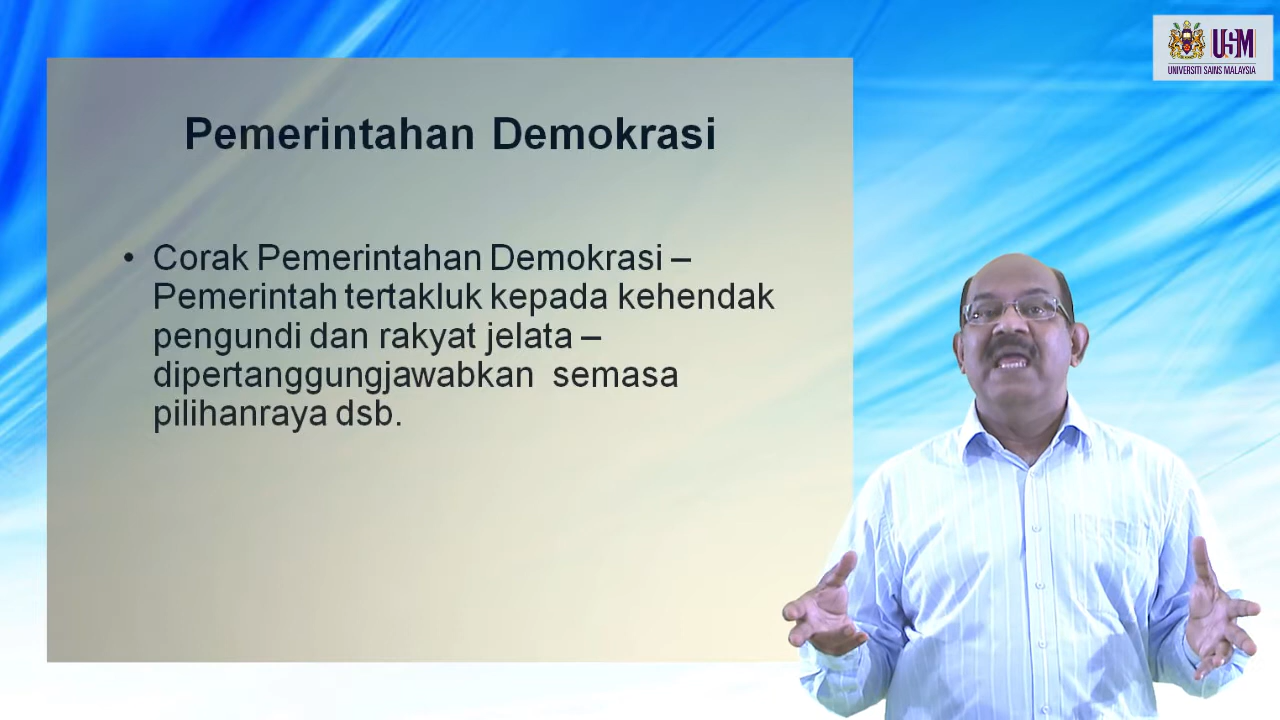 USM
UNIVERSITI SAINS MALAYSIA
Pemerintahan Demokrasi
• Corak Pemerintahan Demokrasi –
Pemerintah tertakluk kepada kehendak
pengundi dan rakyat jelata –
dipertanggungjawabkan semasa
pilihanraya dsb.